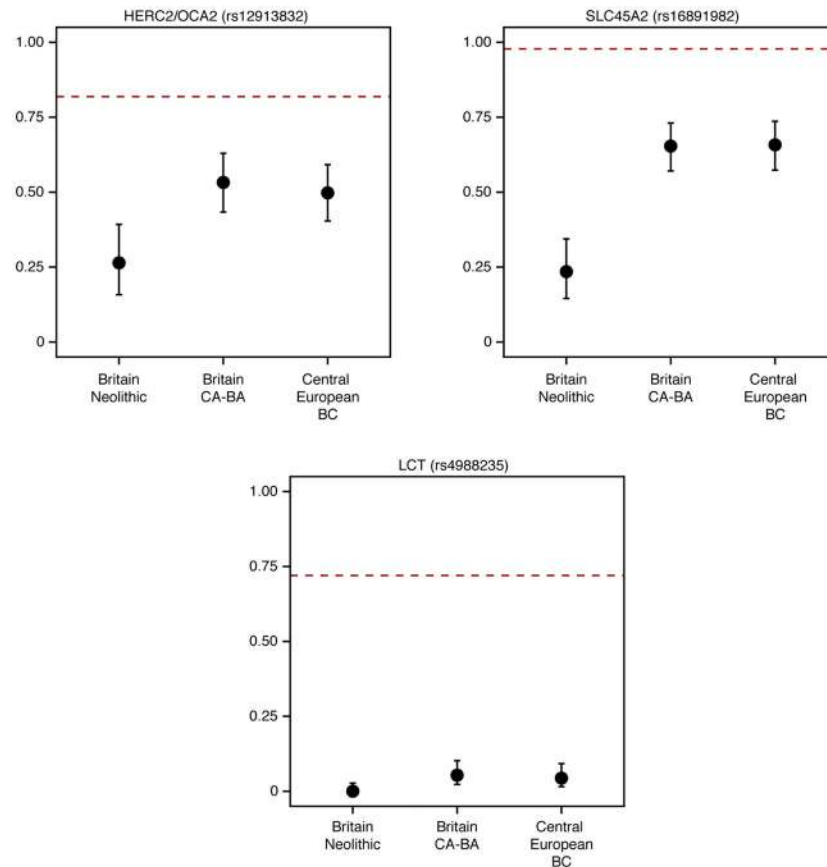 HERC2/OCA2 (rs12913832)
1.00
0.75
0.50
0.25
0
Britain
Neolithic
Britain
CA-BA
Central
European
BC
SLC45A2 (rs16891982)
1.00
0.75
0.50
0.25
0
Britain
Neolithic
Britain
CA-BA
Central
European
BC
LCT (rs4988235)
1.00
0.75
0.50
0.25
0
Britain
Neolithic
Britain
CA-BA
Central
European
BC